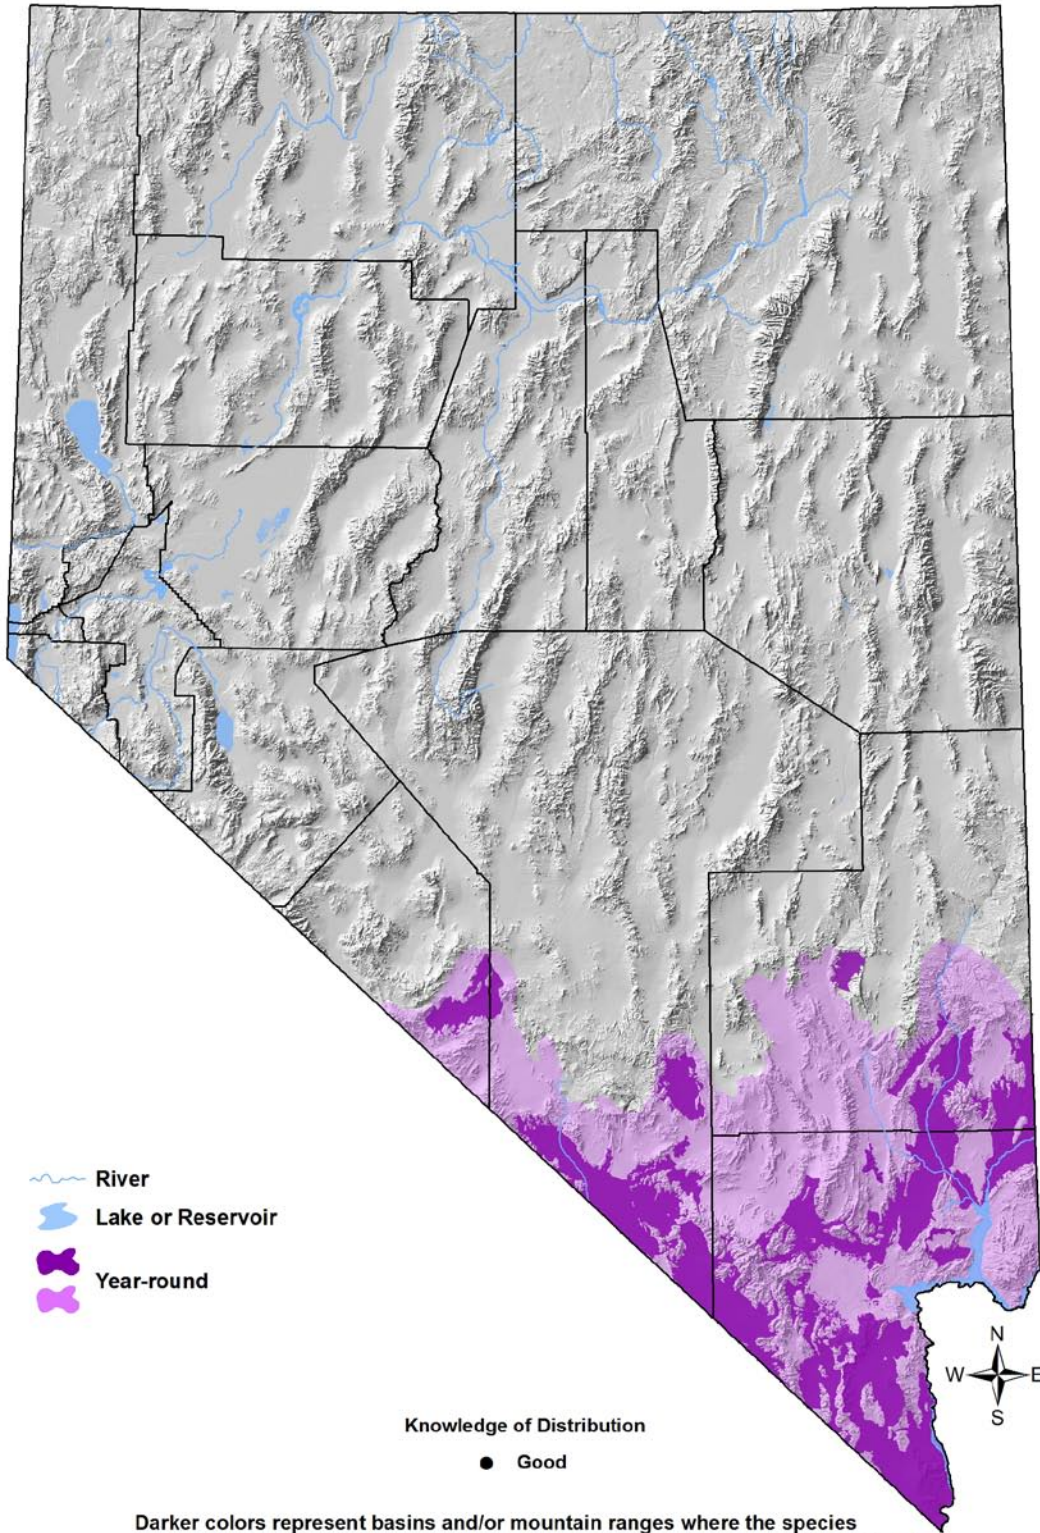 River
Lake or Reservoir
Year-round
N
W
E
S
Knowledge of Distribution
Good
Darker colors represent basins and/or mountain ranges where the species